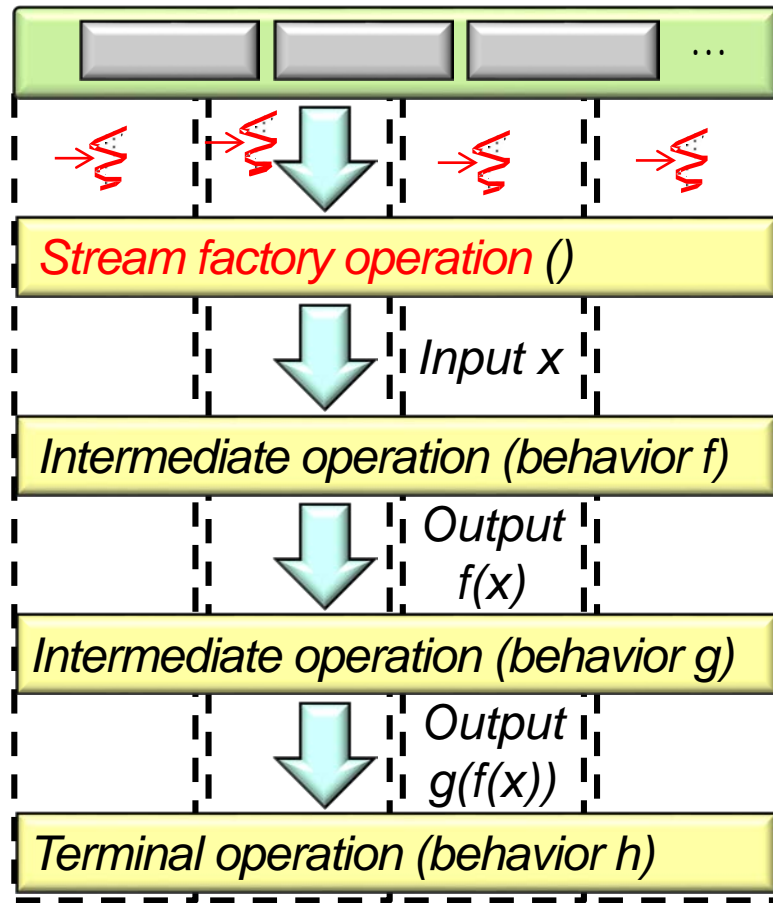 ...
Stream factory operation ()
Input x
Intermediate operation (behavior f)
Output
f(x)
Intermediate operation (behavior g)
Output
g(f(x))
Terminal operation (behavior h)